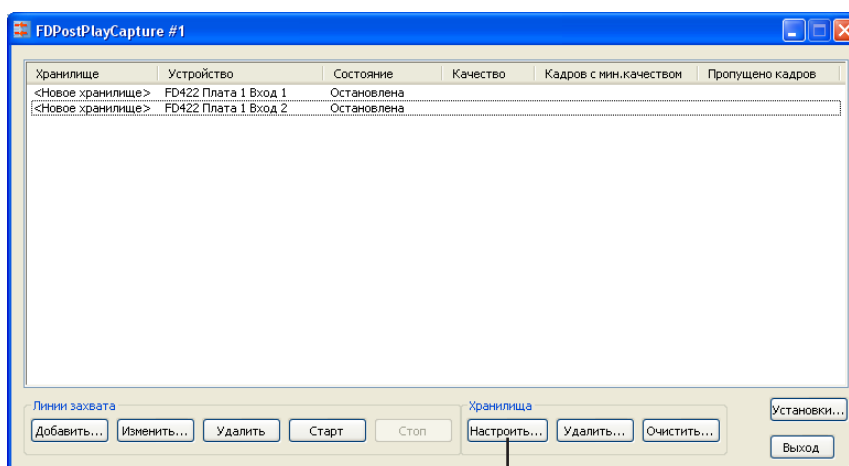 FDPostPlayCapture #1
Хранилище Устройство Состояние Качество Кадров с мин.качеством Пропущено кадров
<Новое хранилище> FD422 Плата 1 Вход 1 Остановлена
<Новое хранилище> FD422 Плата 1 Вход 2 Остановлена
Линии захвата Хранилища
Установки...
Добавить... Изменить... Удалить Старт Стоп Настроить... Удалить... Очистить...
Выход